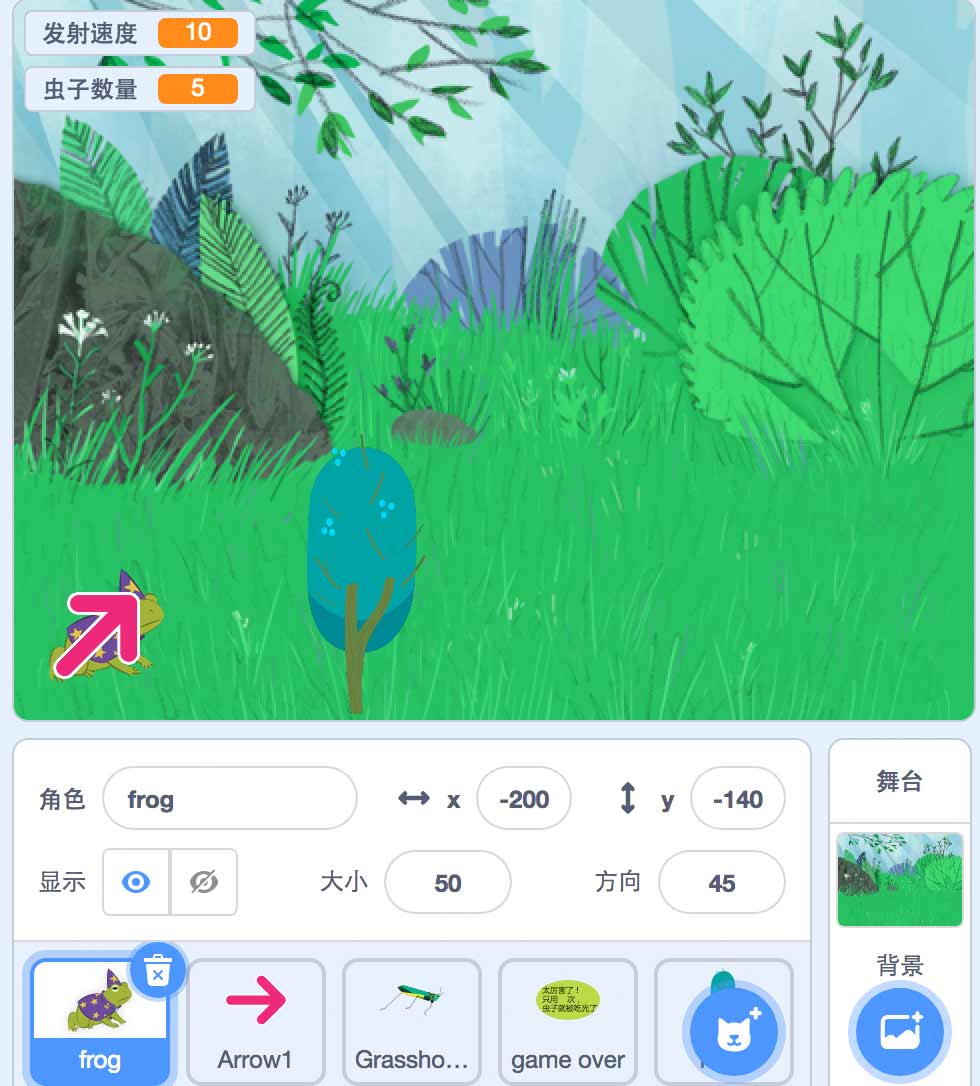 发射速度 10
虫子数量 5
角色 frog x -200 y -140
舞台
显示 大小 50 方向 45
背景
太厉害了！
只用 次，
虫子就被吃光了
frog Arrow1 Grassho... game over